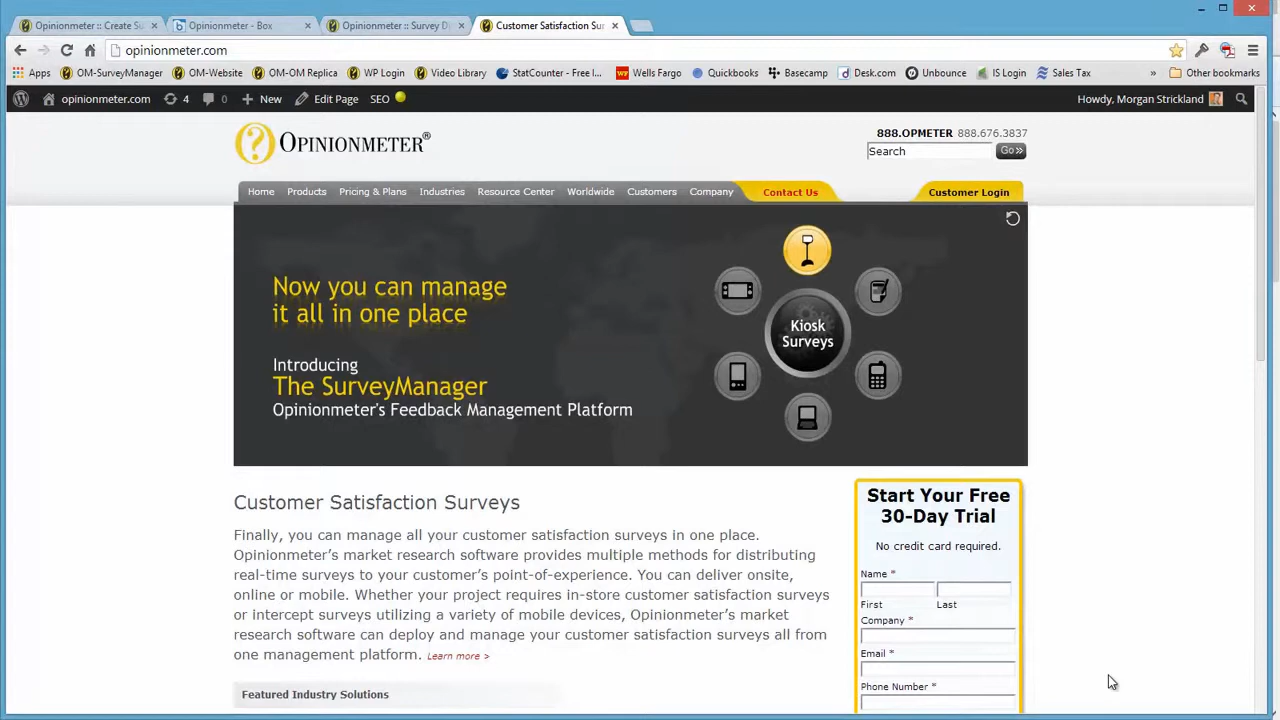 Opinionmeter :: Create Su
Opinionmeter - Box
Opinionmeter :: Survey D
Customer Satisfaction Sur
opinionmeter.com
Apps
OM-SurveyManager
OM-Website
OM-OM Replica
WP Login
Video Library
StatCounter - Free I...
Wells Fargo
Quickbooks
Basecamp
Desk.com
Unbounce
IS Login
Sales Tax
»
Other bookmarks
opinionmeter.com
4
0
New
Edit Page
SEO
Howdy, Morgan Strickland
OPINIONMETER®
888.OPMETER 888.676.3837
Search
Go »
Home
Products
Pricing & Plans
Industries
Resource Center
Worldwide
Customers
Company
Contact Us
Customer Login
Now you can manage
it all in one place
Introducing
The SurveyManager
Opinionmeter's Feedback Management Platform
Kiosk
Surveys
Customer Satisfaction Surveys
Finally, you can manage all your customer satisfaction surveys in one place.
Opinionmeter's market research software provides multiple methods for distributing
real-time surveys to your customer's point-of-experience. You can deliver onsite,
online or mobile. Whether your project requires in-store customer satisfaction surveys
or intercept surveys utilizing a variety of mobile devices, Opinionmeter's market
research software can deploy and manage your customer satisfaction surveys all from
one management platform. Learn more >
Featured Industry Solutions
Start Your Free
30-Day Trial
No credit card required.
Name *
First
Last
Company *
Email *
Phone Number *